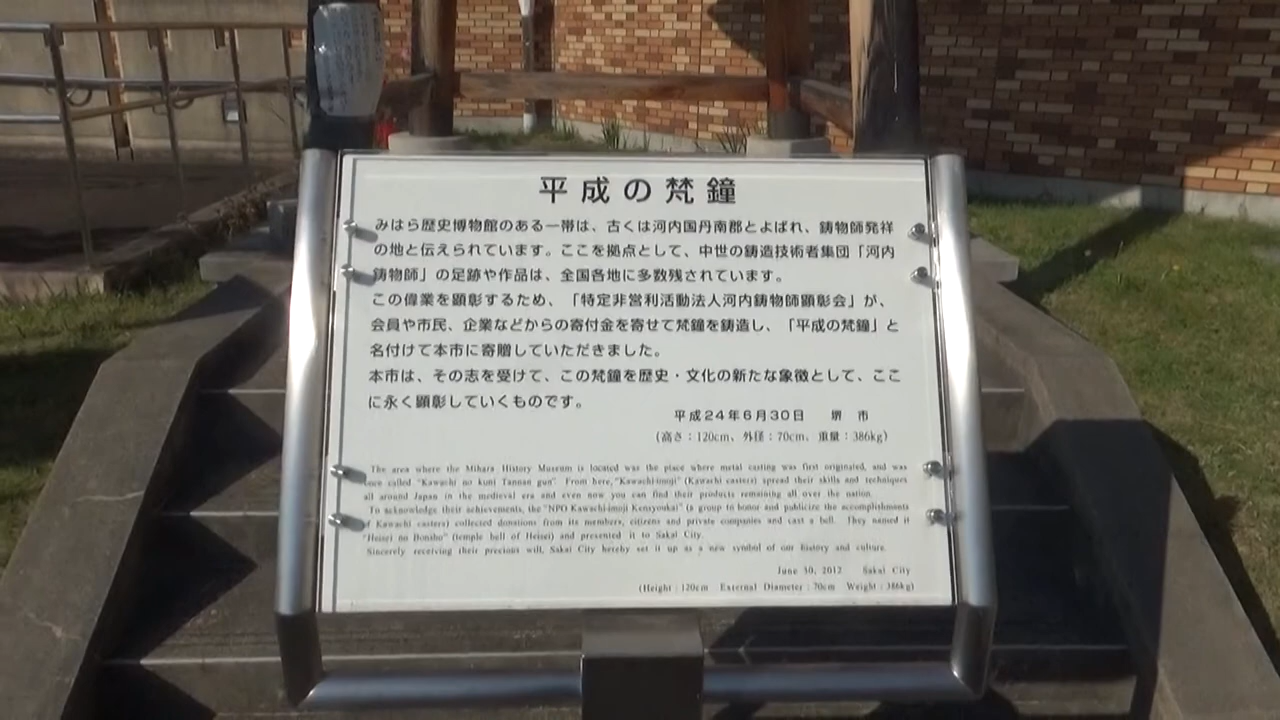 平成の梵鐘
みはら歴史博物館のある一帯は、古くは河内国丹南郡とよばれ、鋳物師発祥
の地と伝えられています。ここを拠点として、中世の鋳造技術者集団「河内
鋳物師」の足跡や作品は、全国各地に多数残されています。
この偉業を顕彰するため、「特定非営利活動法人河内鋳物師顕彰会」が、
会員や市民、企業などからの寄付金を寄せて梵鐘を鋳造し、「平成の梵鐘」と
名付けて本市に寄贈していただきました。
本市は、その志を受けて、この梵鐘を歴史・文化の新たな象徴として、ここ
に永く顕彰していくものです。
平成24年6月30日 堺 市
(高さ：120cm、外径：70cm、重量：386kg)
The area where the Mihara History Museum is located was the place where metal casting was first originated, and was
once called "Kawachi no kuni Tannan gun". From here, "Kawachi-imoji" (Kawachi casters) spread their skills and techniques
all around Japan in the medieval era and even now you can find their products remaining all over the nation.
To acknowledge their achievements, the "NPO Kawachi-imoji Kensyoukai" (a group to honor and publicize the accomplishments
of Kawachi casters) collected donations from its members, citizens and private companies and cast a bell. They named it
"Heisei no Bonsho" (temple bell of Heisei) and presented it to Sakai City.
Sincerely receiving their precious will, Sakai City hereby set it up as a new symbol of our history and culture.
June 30, 2012 Sakai City
(Height : 120cm External Diameter : 70cm Weight : 386kg)